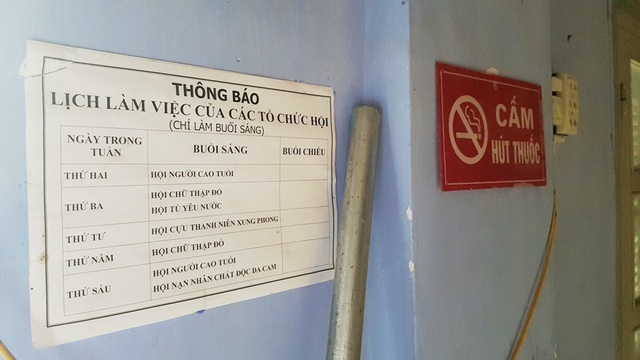 THÔNG BÁO
LỊCH LÀM VIỆC CỦA CÁC TỔ CHỨC HỘI
(CHỈ LÀM BUỔI SÁNG)
NGÀY TRONG TUẦN BUỔI SÁNG BUỔI CHIỀU
THỨ HAI HỘI NGƯỜI CAO TUỔI
THỨ BA HỘI CHỮ THẬP ĐỎ
HỘI TÙ YÊU NƯỚC
THỨ TƯ HỘI CỰU THANH NIÊN XUNG PHONG
THỨ NĂM HỘI CHỮ THẬP ĐỎ
THỨ SÁU HỘI NGƯỜI CAO TUỔI
HỘI NẠN NHÂN CHẤT ĐỘC DA CAM
CẤM
HÚT THUỐC